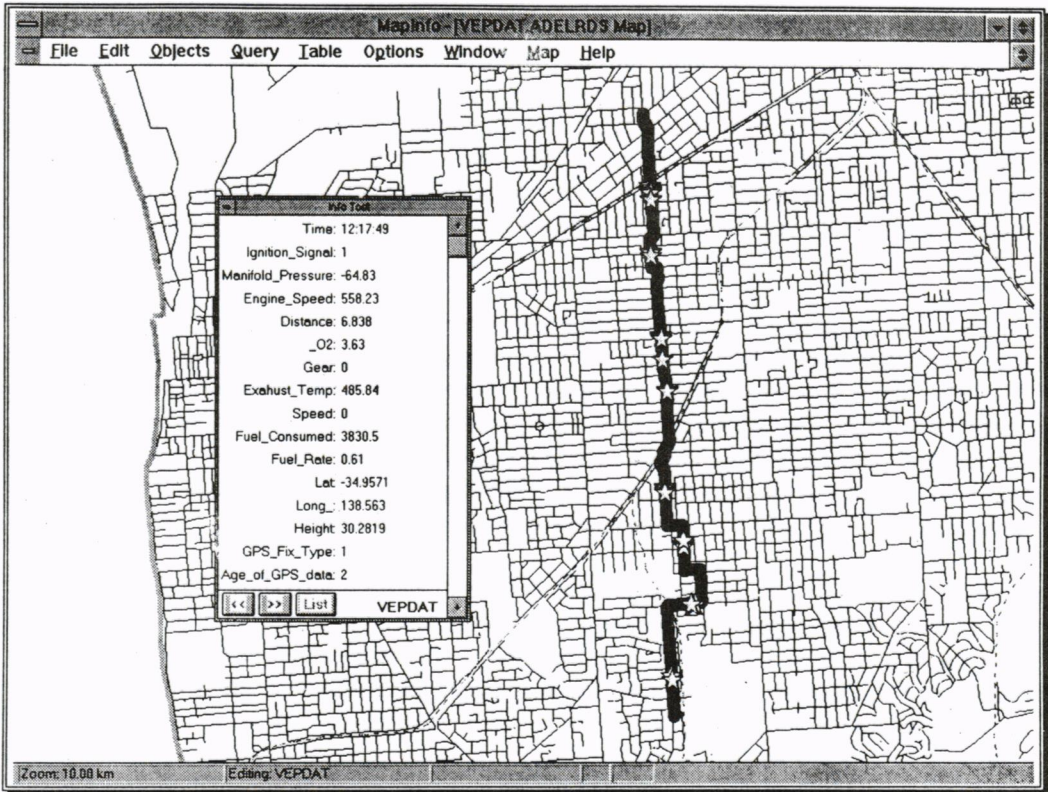 MapInfo - [VEPDAT,ADELRDS Map]
File Edit Objects Query Table Options Window Map Help
Info Tool
Time: 12:17:49
Ignition_Signal: 1
Manifold_Pressure: -64.83
Engine_Speed: 558.23
Distance: 6.838
_O2: 3.63
Gear: 0
Exahust_Temp: 485.84
Speed: 0
Fuel_Consumed: 3830.5
Fuel_Rate: 0.61
Lat: -34.9571
Long_: 138.563
Height: 30.2819
GPS_Fix_Type: 1
Age_of_GPS_data: 2
<< >> List VEPDAT
Zoom: 10.00 km Editing: VEPDAT